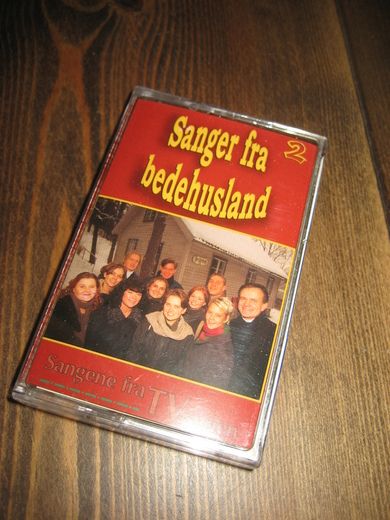 Sanger fra 2
bedehusland
Sangene fra
TV